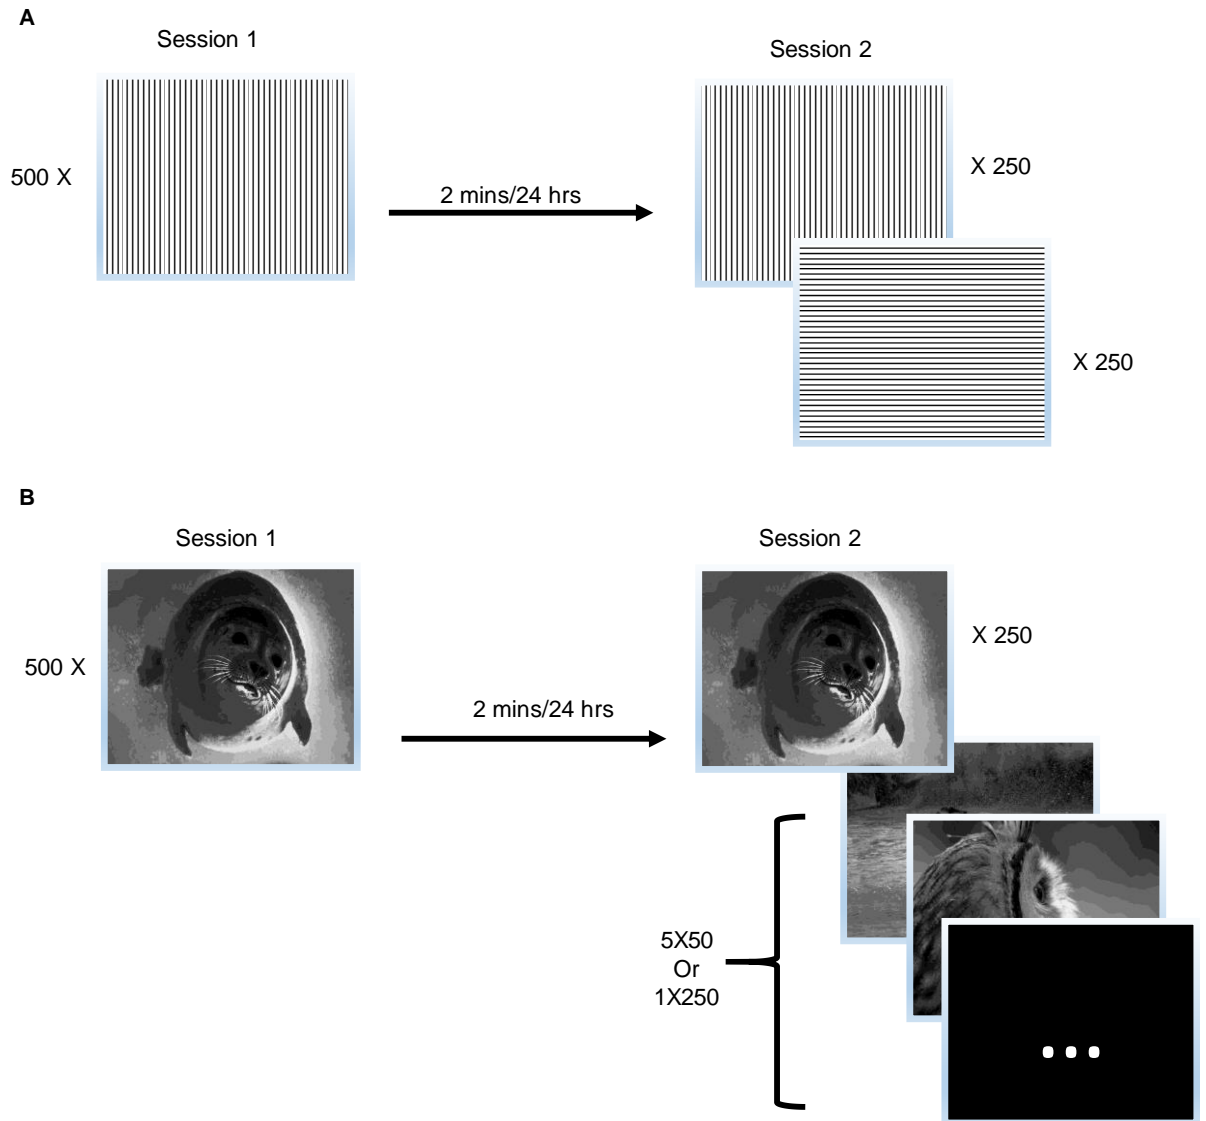 A
Session 1
Session 2
500 X
2 mins/24 hrs
X 250
X 250
B
Session 1
Session 2
500 X
2 mins/24 hrs
X 250
5X50
Or
1X250